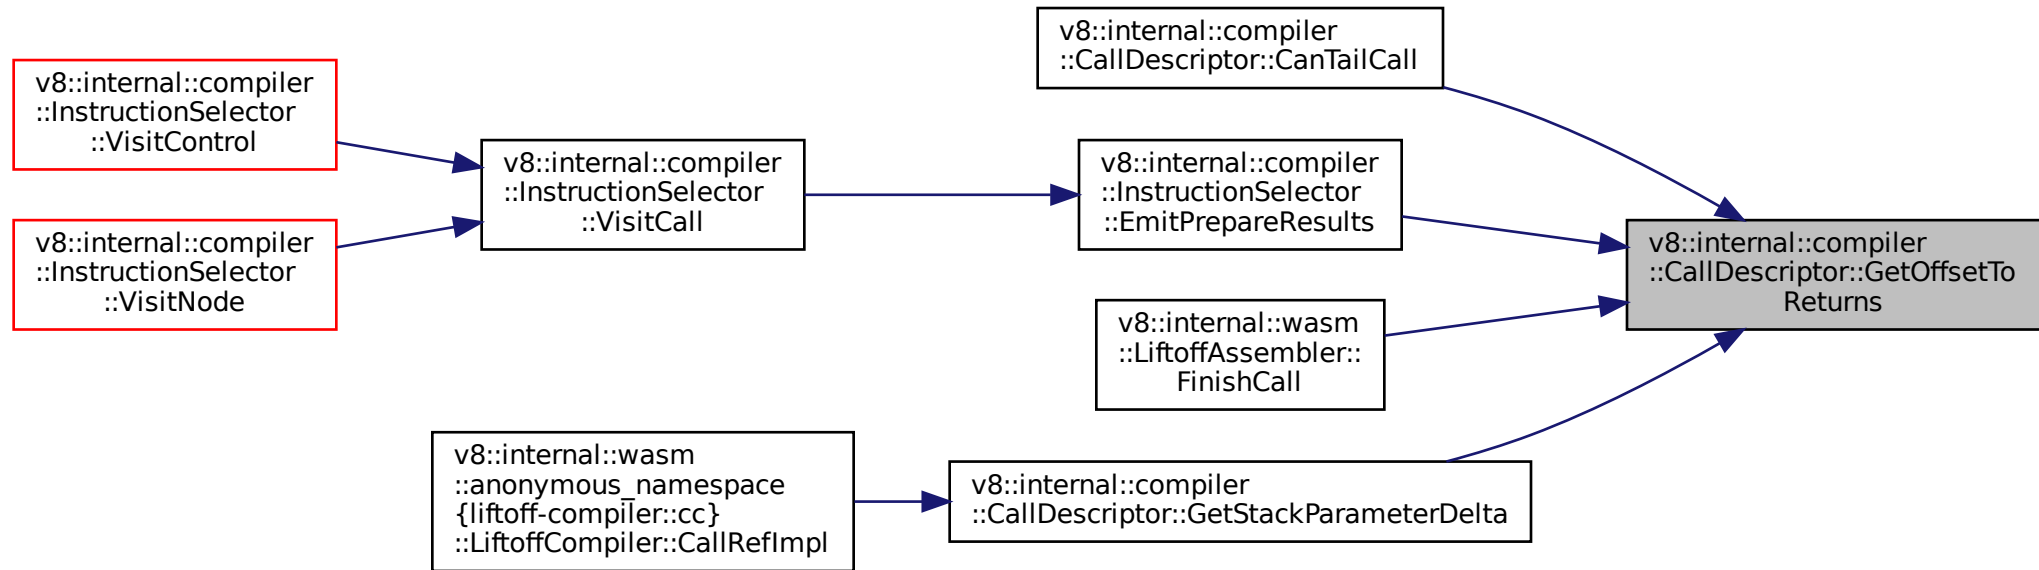 v8::internal::compiler
::InstructionSelector
::VisitControl
v8::internal::compiler
::InstructionSelector
::VisitNode
v8::internal::compiler
::InstructionSelector
::VisitCall
v8::internal::wasm
::anonymous_namespace
{liftoff-compiler::cc}
::LiftoffCompiler::CallRefImpl
v8::internal::compiler
::CallDescriptor::CanTailCall
v8::internal::compiler
::InstructionSelector
::EmitPrepareResults
v8::internal::wasm
::LiftoffAssembler::
FinishCall
v8::internal::compiler
::CallDescriptor::GetStackParameterDelta
v8::internal::compiler
::CallDescriptor::GetOffsetTo
Returns